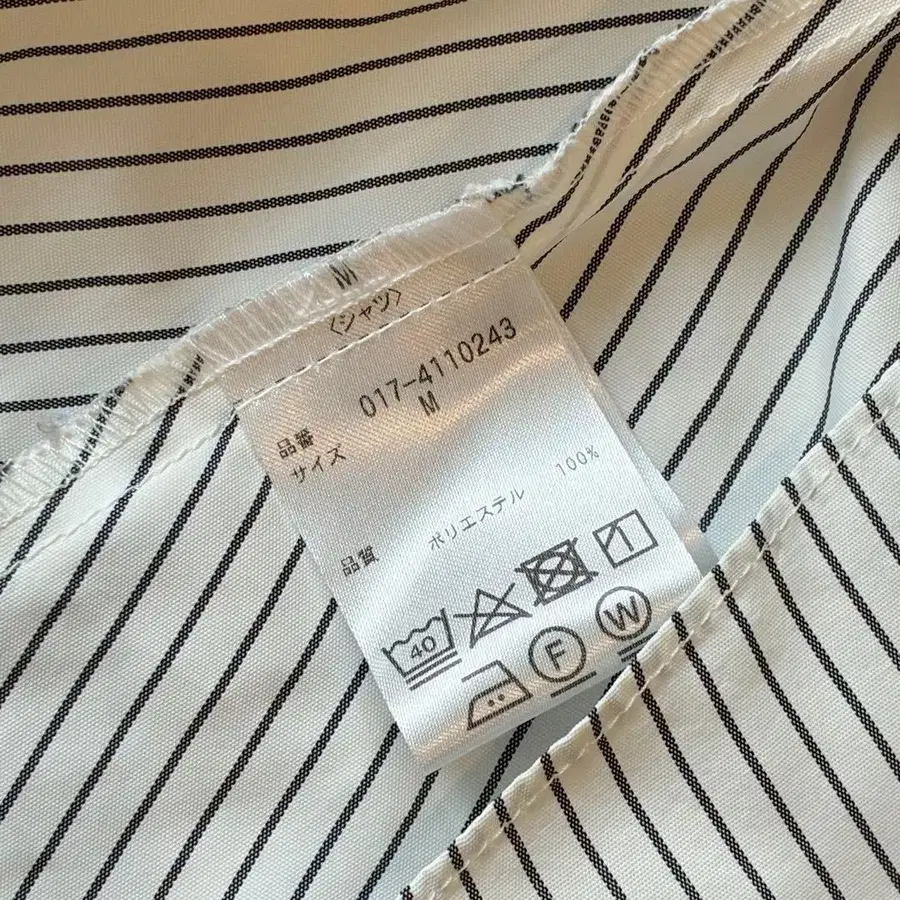 M
〈シャツ〉
品番 017-4110243
サイズ M
品質 ポリエステル 100%
40
F
W